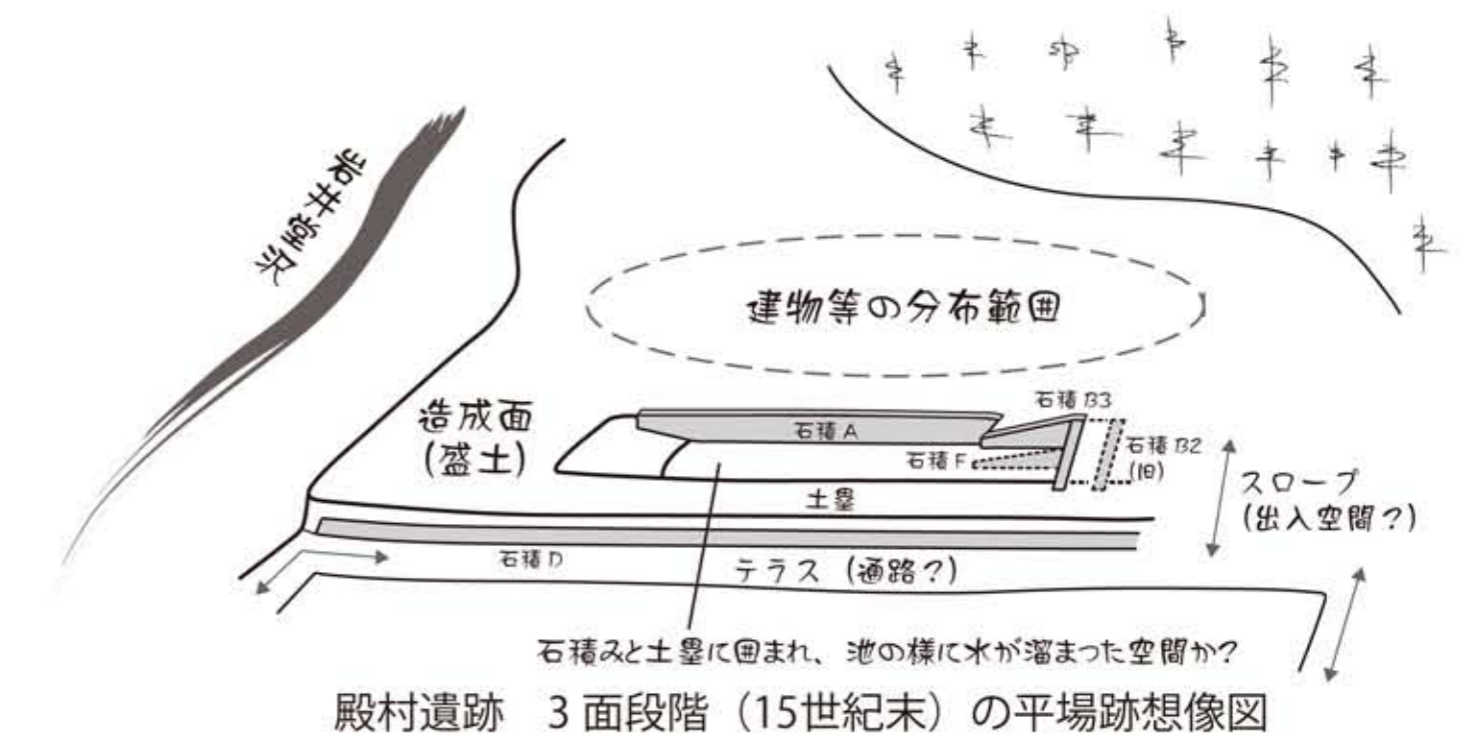 岩井堂沢
建物等の分布範囲
造成面
(盛土)
石積B3
石積A
石積B2
(旧)
石積F
土塁
スロープ
(出入空間?)
石積D
テラス (通路?)
石積みと土塁に囲まれ、池の様に水が溜まった空間か?
殿村遺跡 3面段階（15世紀末）の平場跡想像図